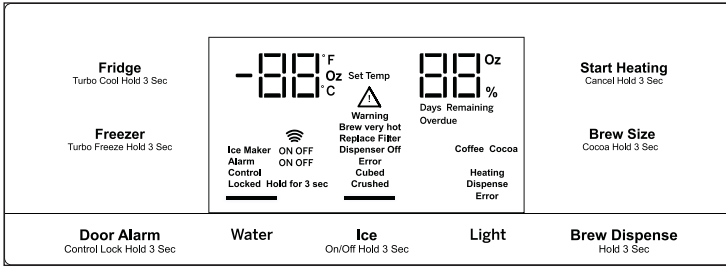 Fridge
Turbo Cool Hold 3 Sec
Freezer
Turbo Freeze Hold 3 Sec
-88 °F
Oz
°C
Set Temp
88 Oz
%
Days Remaining
Overdue
Warning
Brew very hot
Replace Filter
Dispenser Off
Error
Cubed
Crushed
Ice Maker ON OFF
Alarm ON OFF
Control
Locked Hold for 3 sec
Coffee Cocoa
Heating
Dispense
Error
Start Heating
Cancel Hold 3 Sec
Brew Size
Cocoa Hold 3 Sec
Door Alarm
Control Lock Hold 3 Sec
Water
Ice
On/Off Hold 3 Sec
Light
Brew Dispense
Hold 3 Sec